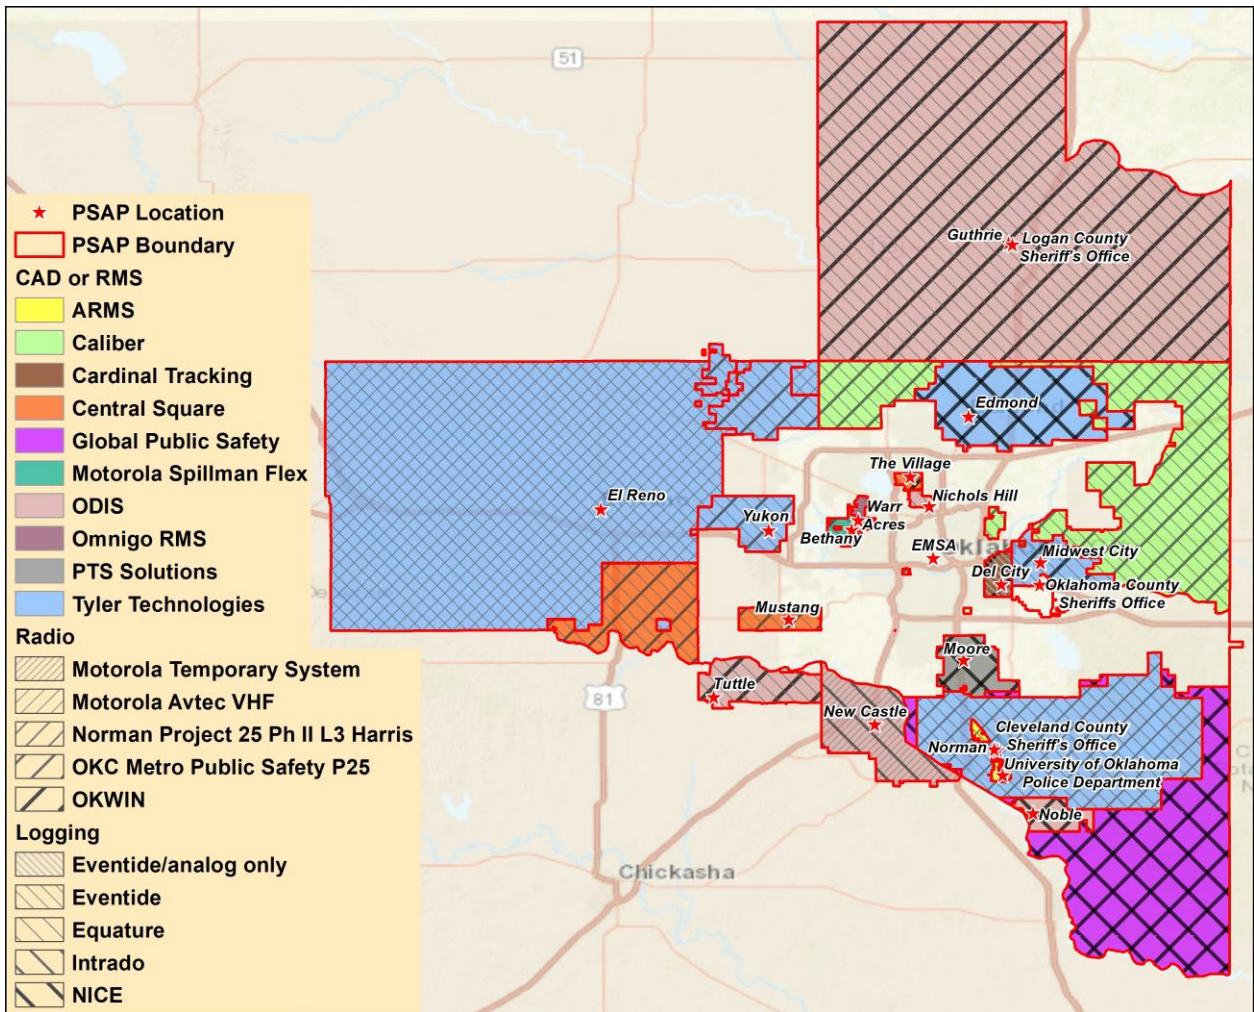 51
PSAP Location
PSAP Boundary
CAD or RMS
ARMS
Caliber
Cardinal Tracking
Central Square
Global Public Safety
Motorola Spillman Flex
ODIS
Omnigo RMS
PTS Solutions
Tyler Technologies
Radio
Motorola Temporary System
Motorola Avtec VHF
Norman Project 25 Ph II L3 Harris
OKC Metro Public Safety P25
OKWIN
Logging
Eventide/analog only
Eventide
Equature
Intrado
NICE
Guthrie
Logan County
Sheriff's Office
Edmond
The Village
Nichols Hill
El Reno
Yukon
Warr
Acres
Bethany
EMSA
Midwest City
Del City
Oklahoma County
Sheriffs Office
Mustang
Moore
81
Tuttle
New Castle
Cleveland County
Sheriff's Office
Norman
University of Oklahoma
Police Department
Noble
Chickasha